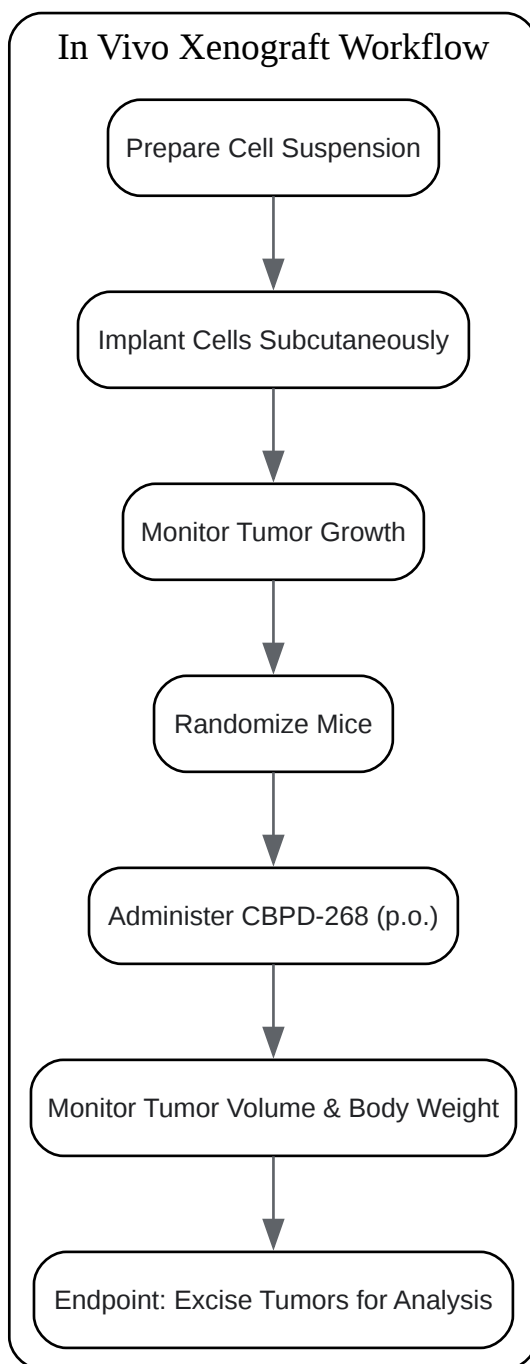 In Vivo Xenograft Workflow
Prepare Cell Suspension
Implant Cells Subcutaneously
Monitor Tumor Growth
Randomize Mice
Administer CBPD-268 (p.o.)
Monitor Tumor Volume & Body Weight
Endpoint: Excise Tumors for Analysis